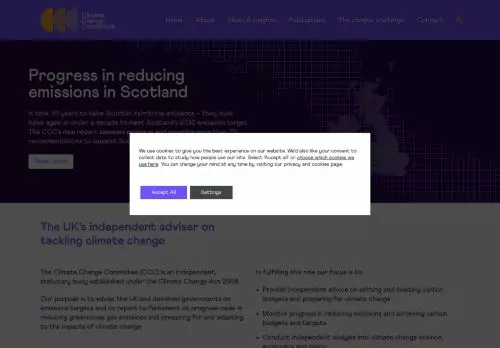 Climate
Change
Committee
Home About News & insights Publications The climate challenge Contact
Progress in reducing
emissions in Scotland
It took 30 years to halve Scottish territorial emissions – they must
have again in under a decade to meet Scotland's 2030 emissions target.
The CCC's new report assesses progress and provides more than 70
recommendations to support
Read more
We use cookies to give you the best experience on our website. We'd also like your consent to
collect data to study how people use our site. Select 'Accept all' or choose which cookies we
use here. You can change your mind at any time by visiting our privacy and cookies page.
Accept All Settings
The UK's independent adviser on
tackling climate change
The Climate Change Committee (CCC) is an independent,
statutory body established under the Climate Change Act 2008.
Our purpose is to advise the UK and devolved governments on
emissions targets and to report to Parliament on progress made in
reducing greenhouse gas emissions and preparing for and adapting
to the impacts of climate change.
In fulfilling this role our focus is to:
Provide independent advice on setting and meeting carbon
budgets and preparing for climate change
Monitor progress in reducing emissions and achieving carbon
budgets and targets
Conduct independent analysis into climate change science,
economics and policy